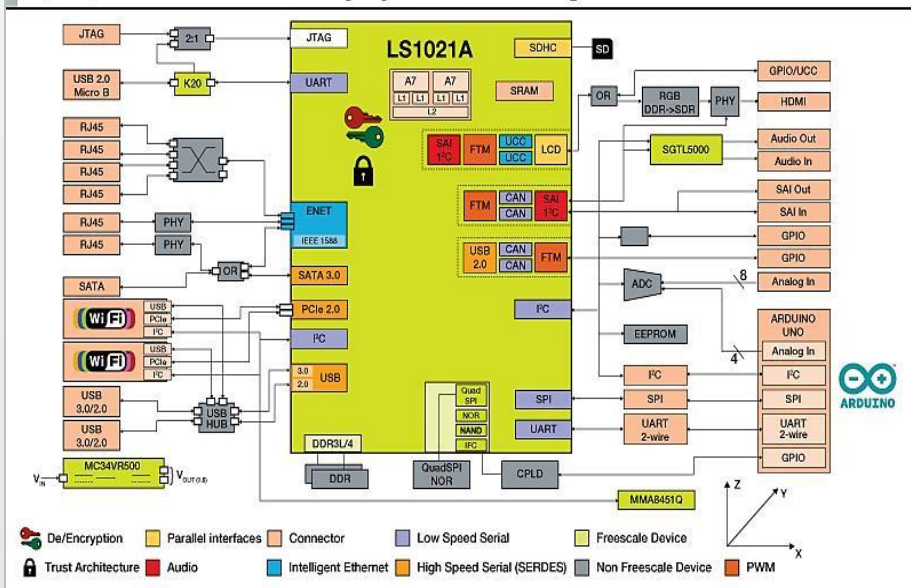 JTAG
2:1
USB 2.0
Micro B
K20
RJ45
RJ45
RJ45
RJ45
RJ45
PHY
RJ45
PHY
OR
SATA
WiFi
USB
PCIe
I²C
WiFi
USB
PCIe
I²C
USB
3.0/2.0
USB
3.0/2.0
USB
HUB
MC34VR500
VIN
JTAG
UART
ENET
IEEE 1588
SATA 3.0
PCIe 2.0
I²C
3.0
2.0
USB
DDR3L/4
DDR
LS1021A
A7
A7
L1
L1
L1
L1
L2
SDHC
SD
SRAM
SAI
I²C
FTM
UCC
UCC
LCD
FTM
CAN
CAN
SAI
I²C
USB
2.0
CAN
CAN
FTM
I²C
SPI
UART
Quad
SPI
NOR
NAND
IFC
QuadSPI
NOR
CPLD
OR
RGB
DDR->SDR
PHY
SGTL5000
ADC
8
4
EEPROM
I²C
SPI
UART
2-wire
MMA8451Q
GPIO/UCC
HDMI
Audio Out
Audio In
SAI Out
SAI In
GPIO
GPIO
Analog In
ARDUINO
UNO
Analog In
I²C
SPI
UART
2-wire
GPIO
ARDUINO
Z
Y
X
De/Encryption
Parallel interfaces
Connector
Low Speed Serial
Freescale Device
Trust Architecture
Audio
Intelligent Ethernet
High Speed Serial (SERDES)
Non Freescale Device
PWM